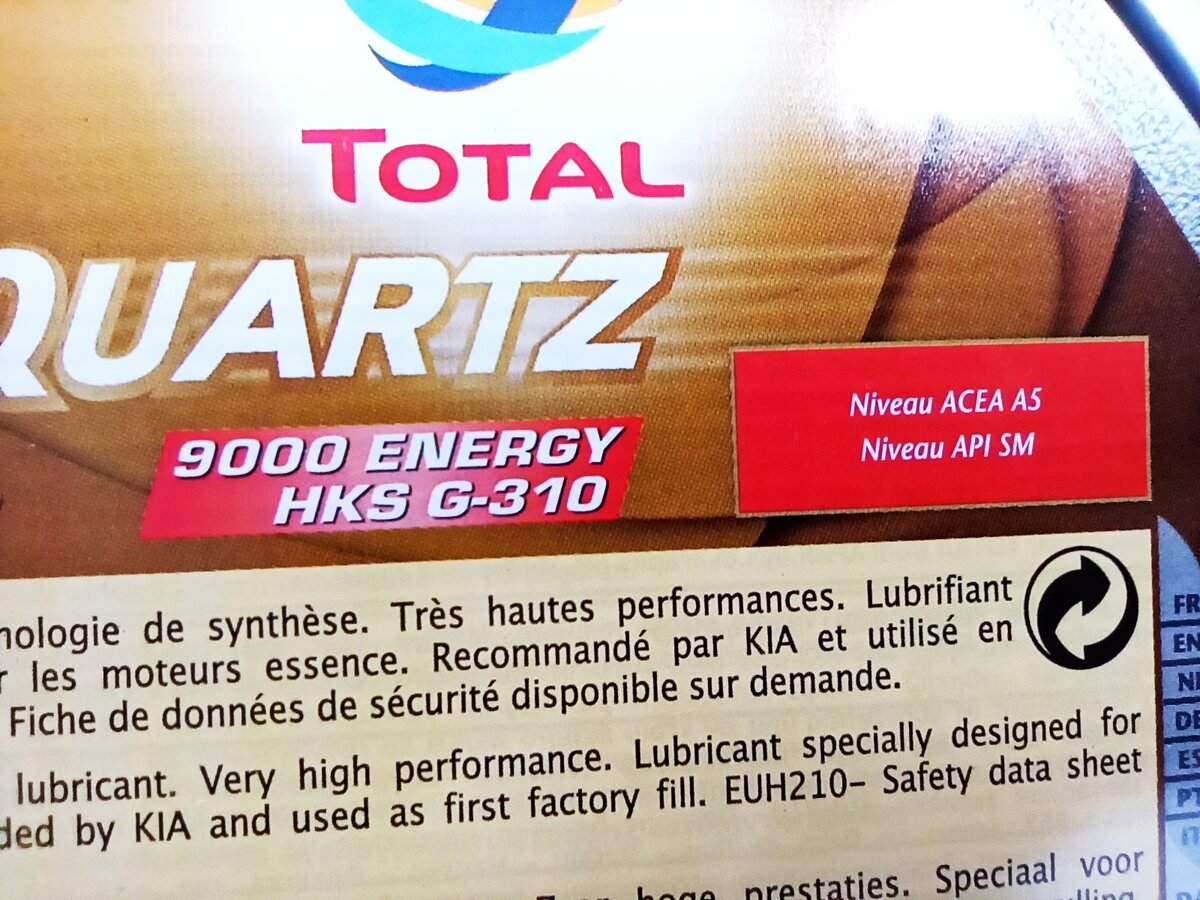 TOTAL
QUARTZ
9000 ENERGY
HKS G-310
Niveau ACEA A5
Niveau API SM
de synthèse. Très hautes performances. Lubrifiant
les moteurs essence. Recommandé par KIA et utilisé en
Fiche de données de sécurité disponible sur demande.
lubricant. Very high performance. Lubricant specially designed for
by KIA and used as first factory fill. EUH210– Safety data sheet
hoge prestaties. Speciaal voor
FR
EN
NL
DE
ES
PT
IT